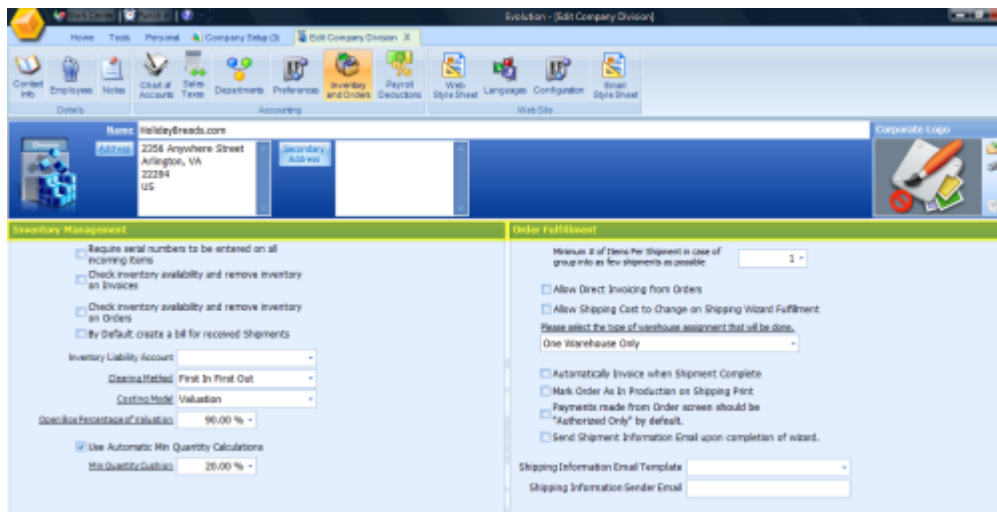 Work Center Punch In
Evolution - [Edit Company Division]
Home Tools Personal Company Setup (3) Edit Company Division X
Contact Info Employees Notes Chart of Accounts Sales Taxes Departments Preferences Inventory and Orders Payroll Deductions Web Style Sheet Languages Configuration Email Style Sheet
Details Accounting Web Site
Name HolidayBreads.com
Corporate Logo
Division
Address 2356 Anywhere Street
Arlington, VA
22204
US
Secondary Address
Inventory Management
Require serial numbers to be entered on all
incoming items
Check inventory availability and remove inventory
on Invoices
Check inventory availability and remove inventory
on Orders
By Default create a bill for received Shipments
Inventory Liability Account
Clearing Method First In First Out
Costing Model Valuation
Open Box Percentage of Valuation 90.00 %
Use Automatic Min Quantity Calculations
Min Quantity Cushion 20.00 %
Order Fulfillment
Minimum # of Items Per Shipment in case of
group into as few shipments as possible
1
Allow Direct Invoicing from Orders
Allow Shipping Cost to Change on Shipping Wizard Fulfilment
Please select the type of warehouse assignment that will be done.
One Warehouse Only
Automatically Invoice when Shipment Complete
Mark Order As In Production on Shipping Print
Payments made from Order screen should be
"Authorized Only" by default.
Send Shipment Information Email upon completion of wizard.
Shipping Information Email Template
Shipping Information Sender Email